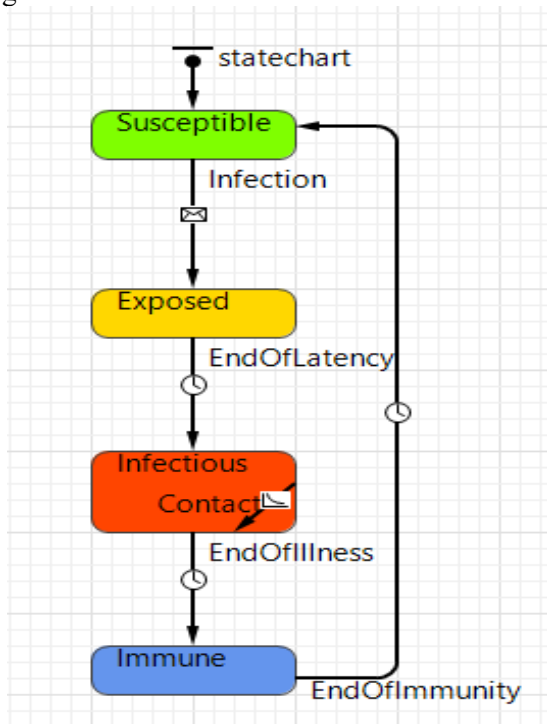 statechart
Susceptible
Infection
Exposed
EndOfLatency
Infectious
Contact
EndOfIllness
Immune
EndOfImmunity